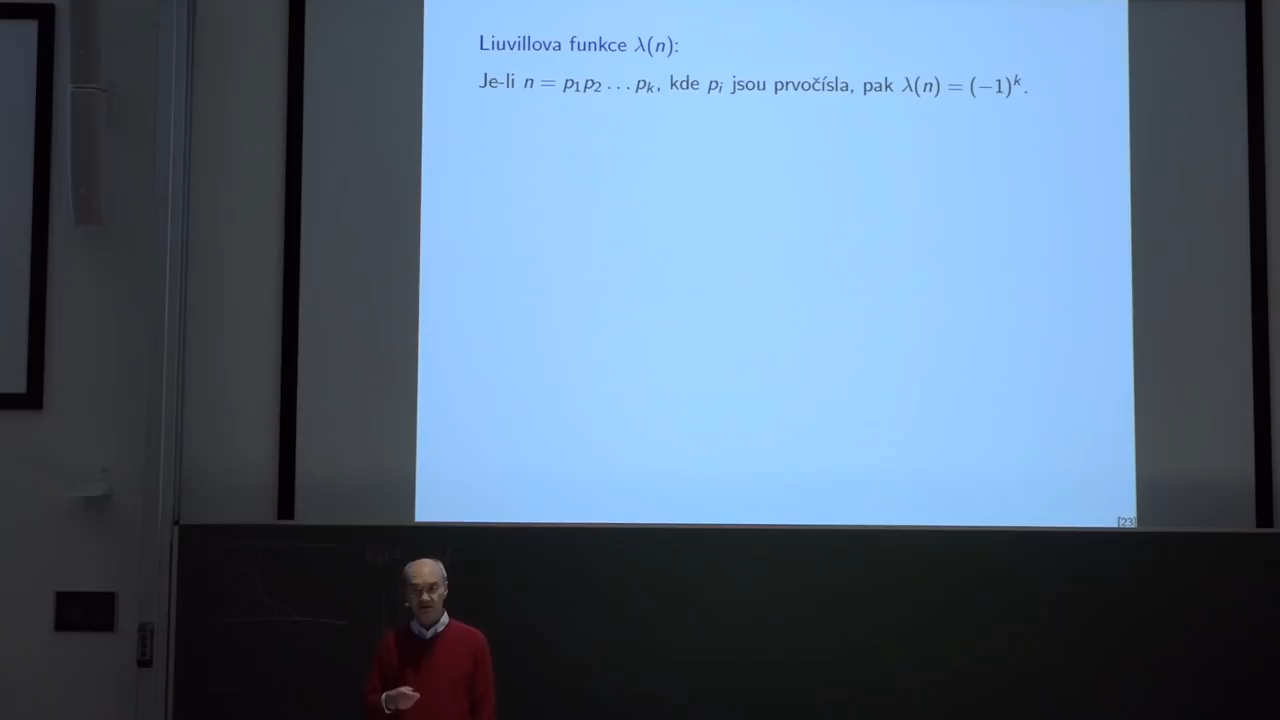 Liuvillova funkce λ(n):
Je-li n = p₁p₂ … pₖ, kde pᵢ jsou prvočísla, pak λ(n) = (−1)ᵏ.
[23]